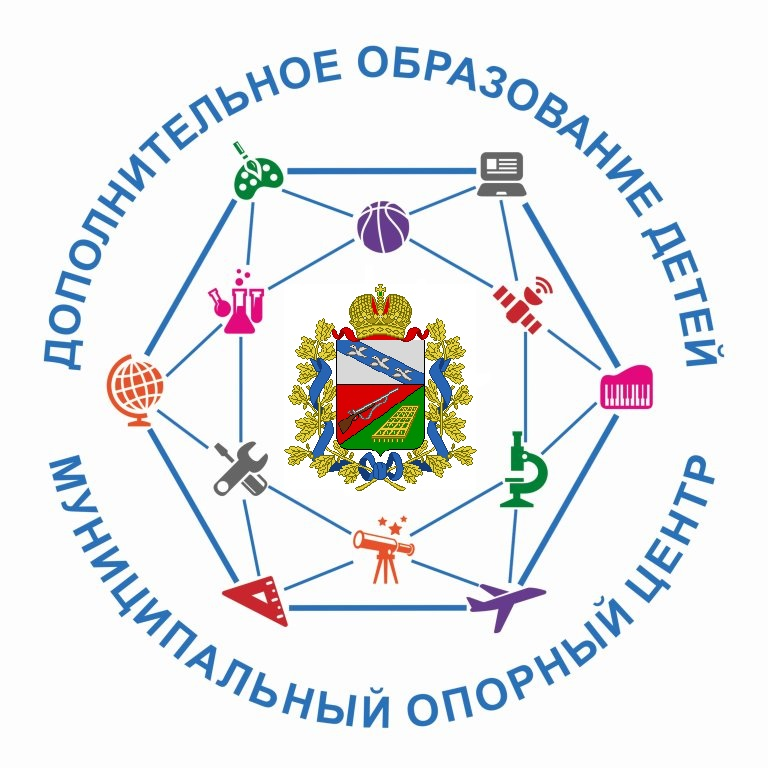 ДОПОЛНИТЕЛЬНОЕ ОБРАЗОВАНИЕ ДЕТЕЙ
МУНИЦИПАЛЬНЫЙ ОПОРНЫЙ ЦЕНТР